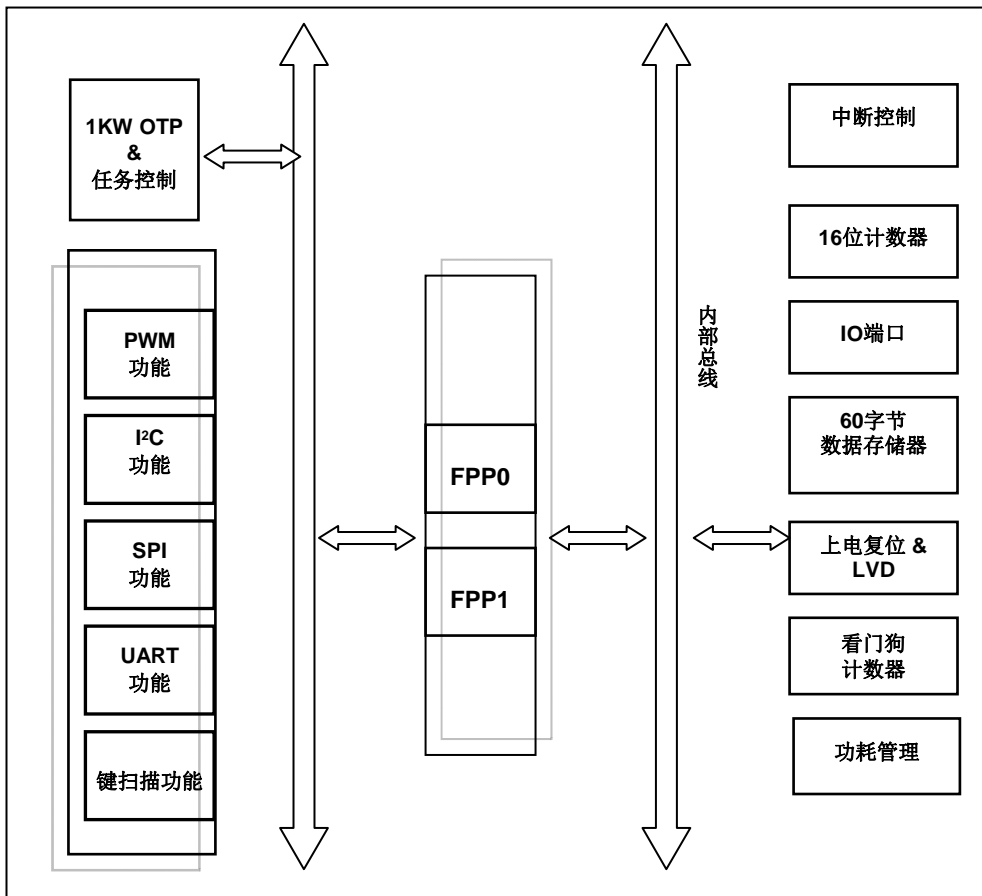 1KW OTP
&
任务控制
PWM
功能
I²C
功能
SPI
功能
UART
功能
键扫描功能
FPP0
FPP1
内部总线
中断控制
16位计数器
IO端口
60字节
数据存储器
上电复位 &
LVD
看门狗
计数器
功耗管理